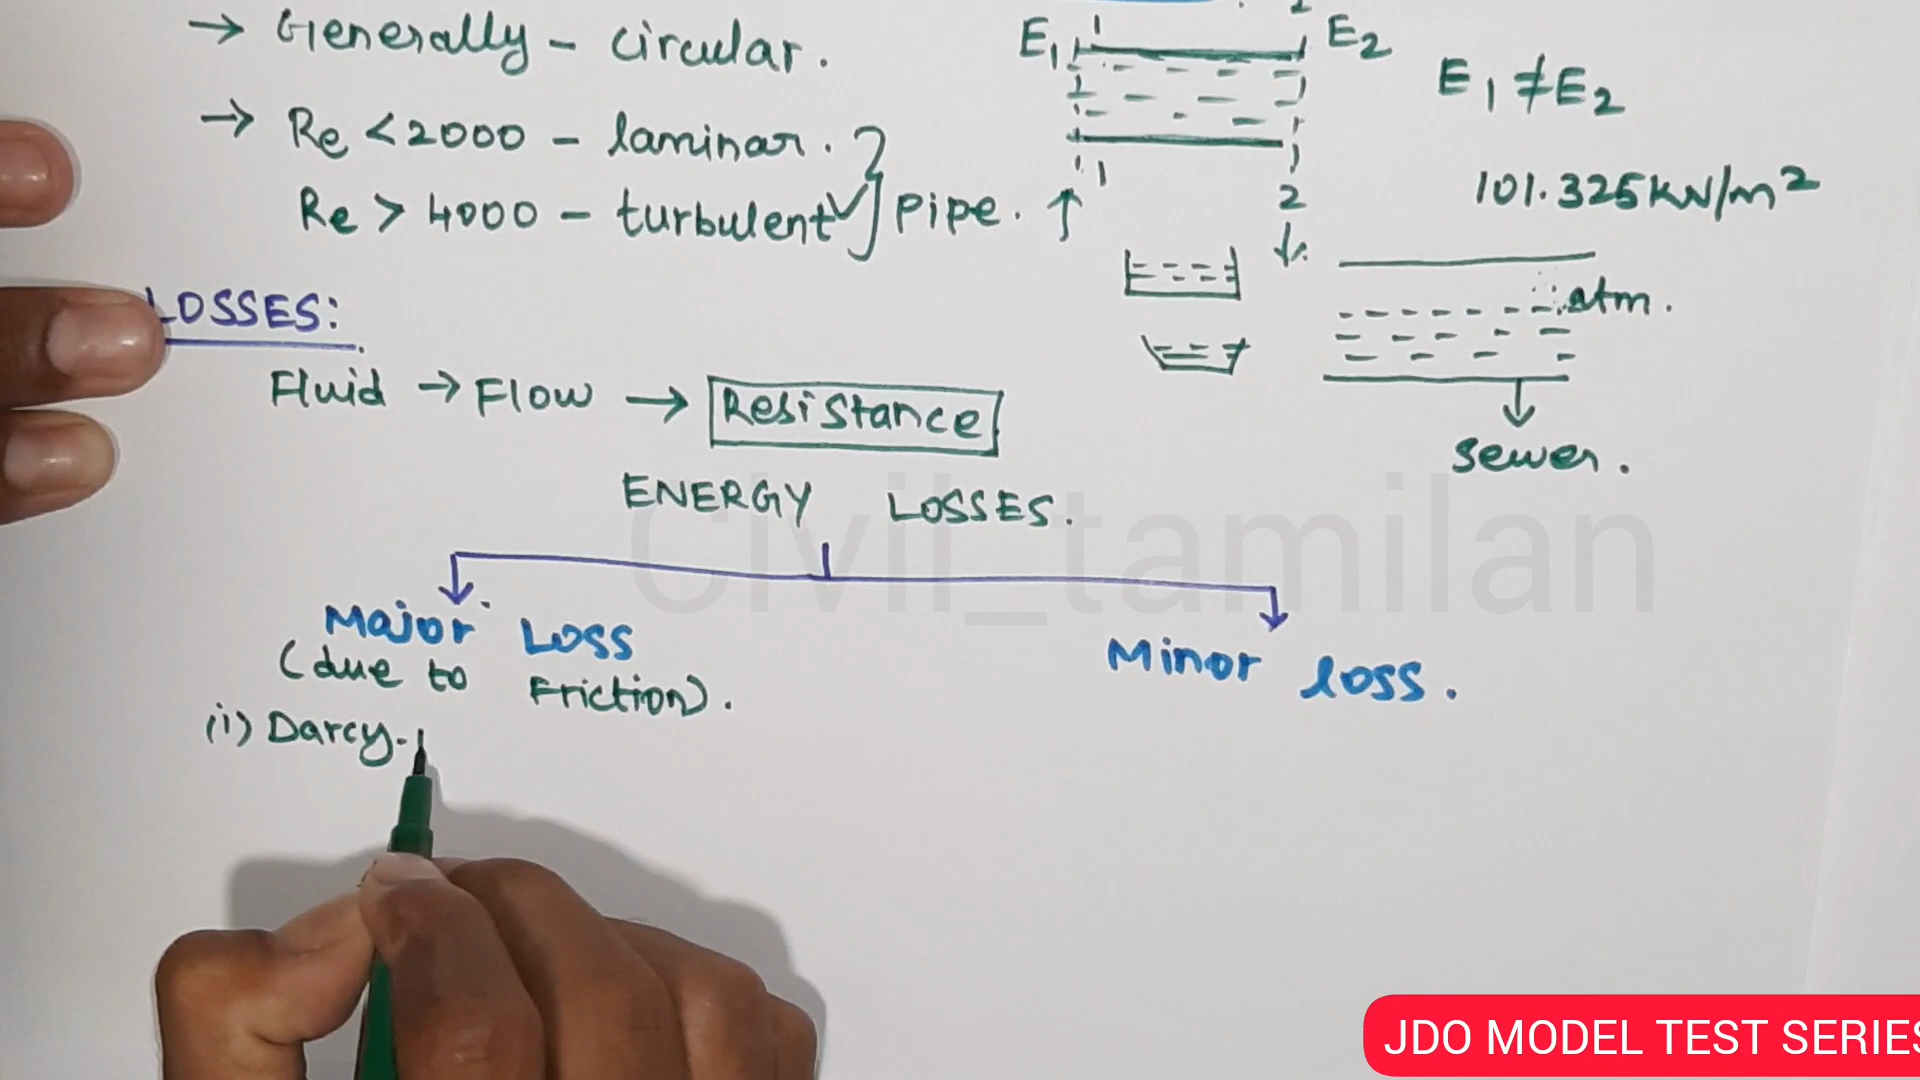 → Generally - circular.
→ Re < 2000 - laminar.
Re > 4000 - turbulent ✓ } pipe. ↑
E1 1 2 E2
E1 ≠ E2
1 2 ↓
101.325 kN/m2
atm.
sewer.
LOSSES:
Fluid → Flow → Resistance
ENERGY LOSSES.
Major Loss
(due to Friction).
(i) Darcy-
Minor loss.
Civil_tamilan
JDO MODEL TEST SERIES